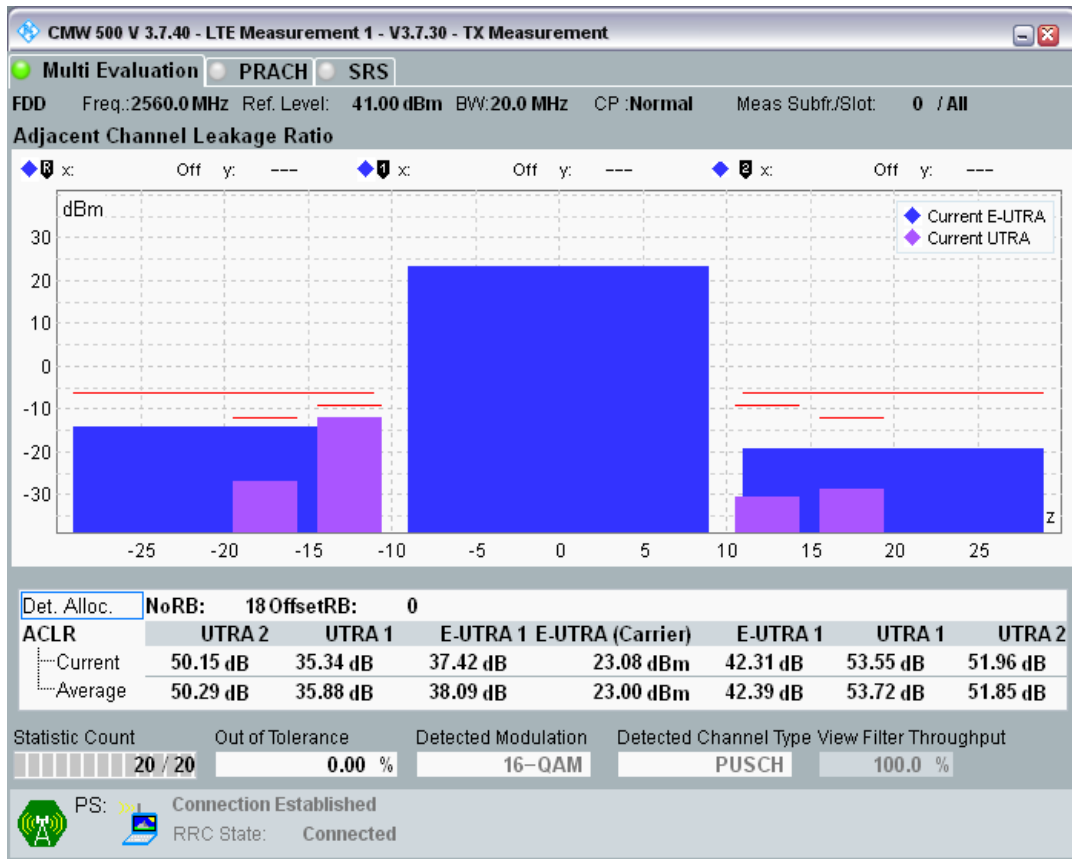 CMW 500 V 3.7.40 - LTE Measurement 1 - V3.7.30 - TX Measurement
Multi Evaluation PRACH SRS
FDD Freq.:2560.0 MHz Ref. Level: 41.00 dBm BW:20.0 MHz CP :Normal Meas Subfr./Slot: 0 / All
Adjacent Channel Leakage Ratio
R x: Off y: --- 1 x: Off y: --- 2 x: Off y: ---
dBm
Current E-UTRA
Current UTRA
30
20
10
0
-10
-20
-30
z
-25 -20 -15 -10 -5 0 5 10 15 20 25
Det. Alloc. NoRB: 18 OffsetRB: 0
ACLR UTRA 2 UTRA 1 E-UTRA 1 E-UTRA (Carrier) E-UTRA 1 UTRA 1 UTRA 2
Current 50.15 dB 35.34 dB 37.42 dB 23.08 dBm 42.31 dB 53.55 dB 51.96 dB
Average 50.29 dB 35.88 dB 38.09 dB 23.00 dBm 42.39 dB 53.72 dB 51.85 dB
Statistic Count Out of Tolerance Detected Modulation Detected Channel Type View Filter Throughput
20 / 20 0.00 % 16-QAM PUSCH 100.0 %
PS: Connection Established
RRC State: Connected